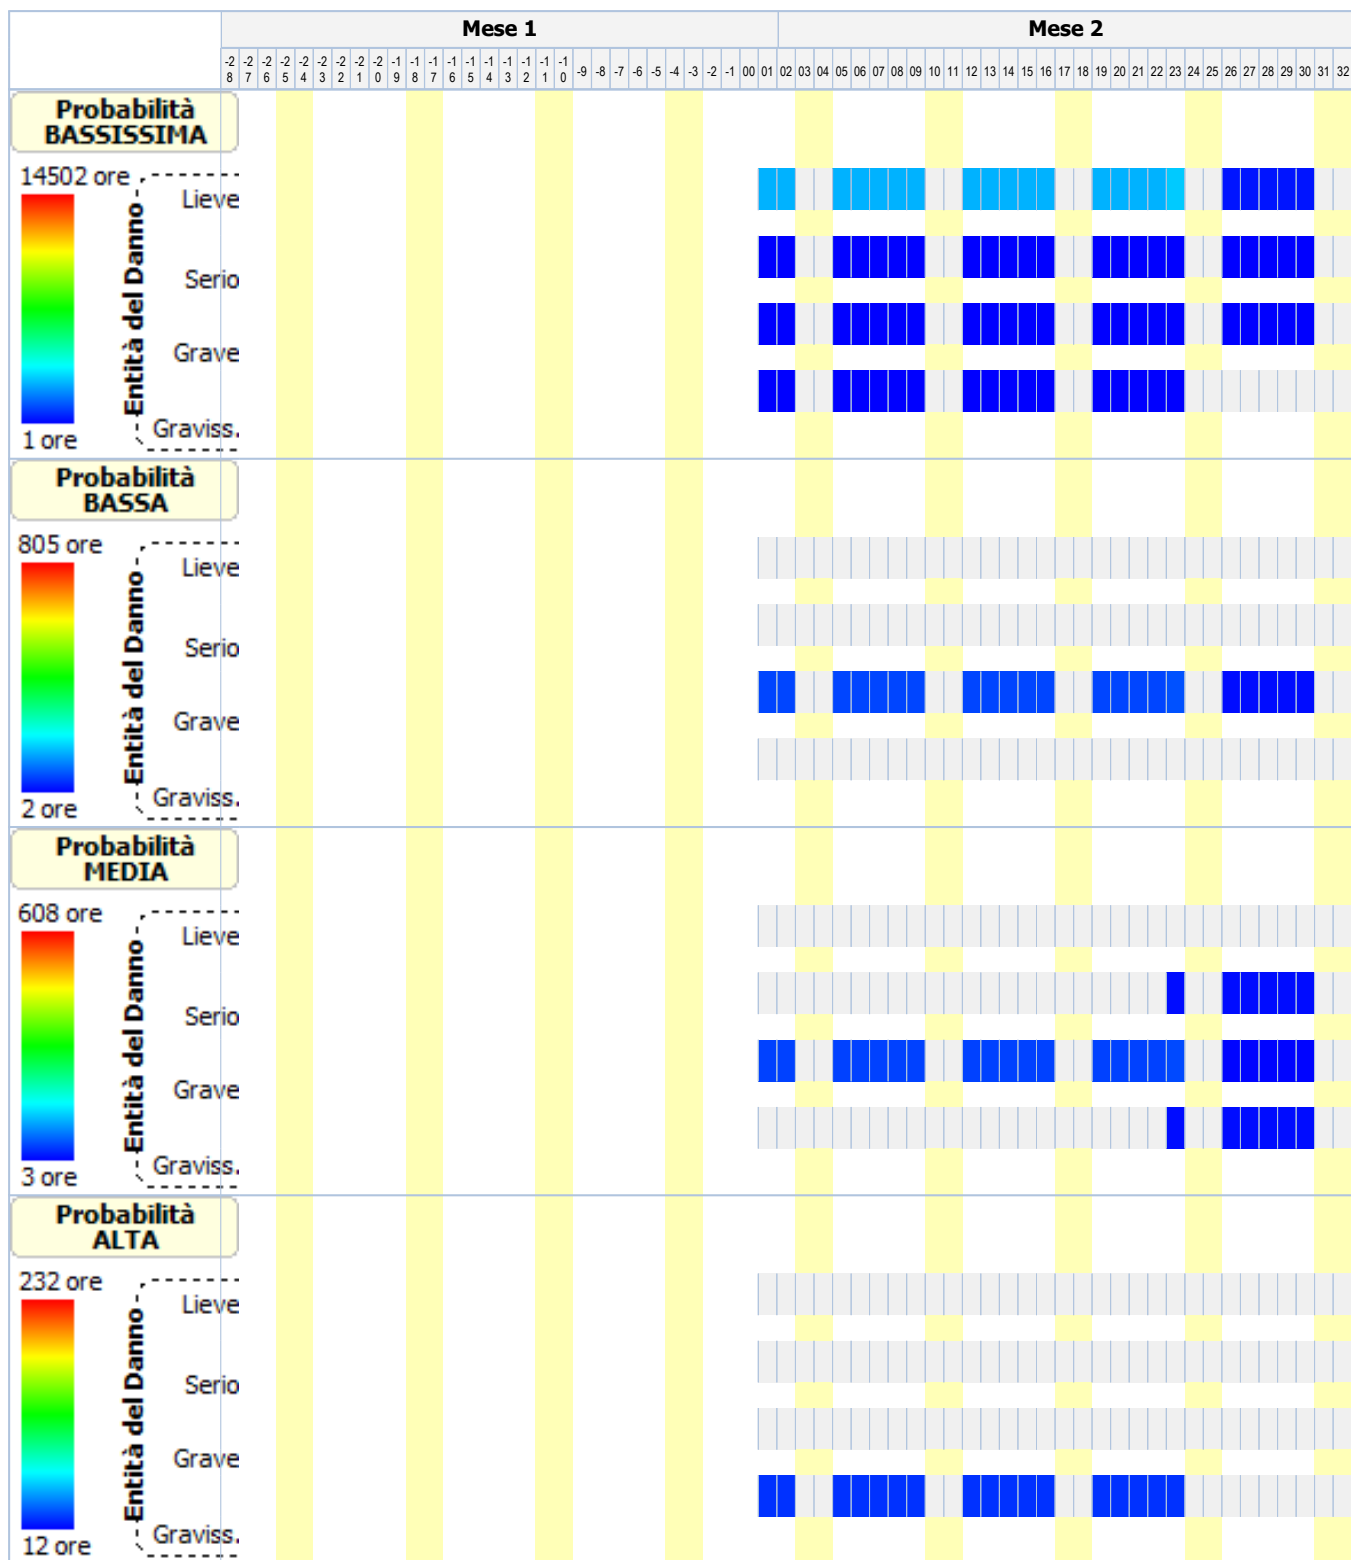 Mese 1 Mese 2
-28 -27 -26 -25 -24 -23 -22 -21 -20 -19 -18 -17 -16 -15 -14 -13 -12 -11 -10 -9 -8 -7 -6 -5 -4 -3 -2 -1 00 01 02 03 04 05 06 07 08 09 10 11 12 13 14 15 16 17 18 19 20 21 22 23 24 25 26 27 28 29 30 31 32
Probabilità
BASSISSIMA
14502 ore
Entità del Danno
Lieve
Serio
Grave
Graviss.
1 ore
Probabilità
BASSA
805 ore
Entità del Danno
Lieve
Serio
Grave
Graviss.
2 ore
Probabilità
MEDIA
608 ore
Entità del Danno
Lieve
Serio
Grave
Graviss.
3 ore
Probabilità
ALTA
232 ore
Entità del Danno
Lieve
Serio
Grave
Graviss.
12 ore